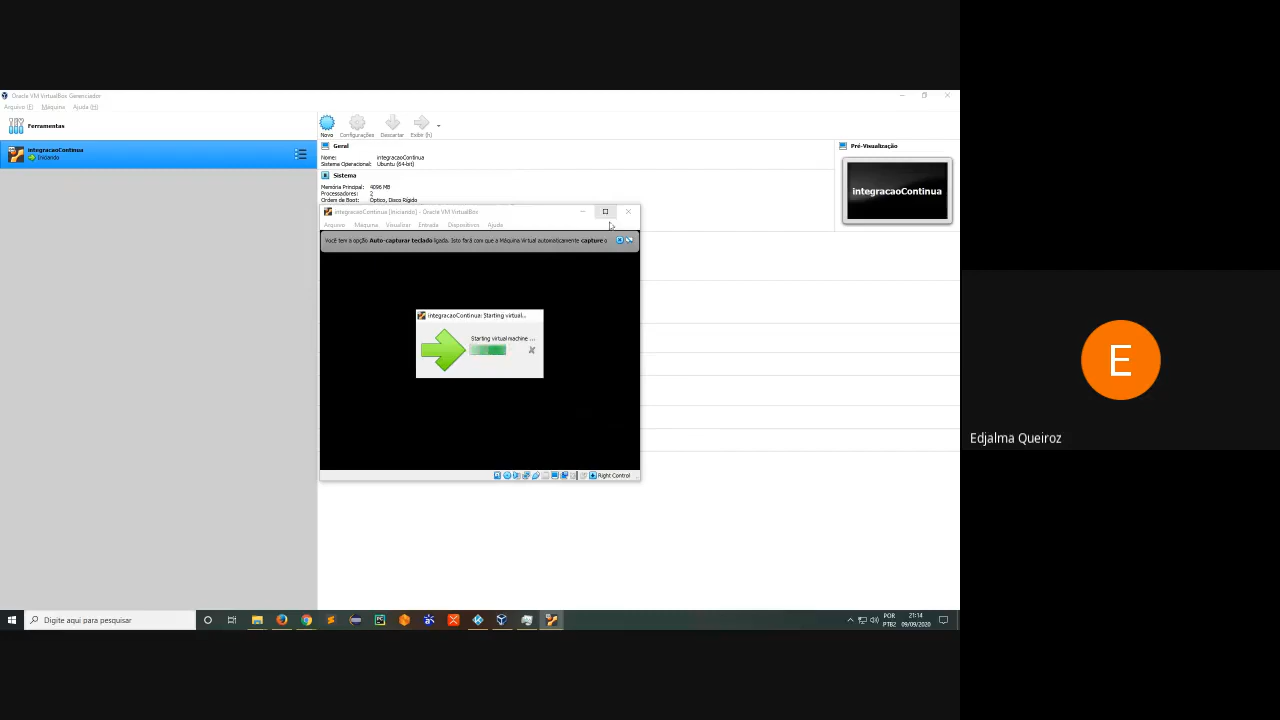 Oracle VM VirtualBox Gerenciador
Arquivo (F) Máquina Ajuda (H)
Ferramentas
integracaoContinua
Iniciando
Novo Configurações Descartar Exibir (h)
Geral
Nome: integracaoContinua
Sistema Operacional: Ubuntu (64-bit)
Sistema
Memória Principal: 4096 MB
Processadores: 2
Ordem de Boot: Óptico, Disco Rígido
Pré-Visualização
integracaoContinua
integracaoContinua [Iniciando] - Oracle VM VirtualBox
Arquivo Máquina Visualizar Entrada Dispositivos Ajuda
Você tem a opção Auto-capturar teclado ligada. Isto fará com que a Máquina Virtual automaticamente capture o
integracaoContinua: Starting virtual...
Starting virtual machine ...
Right Control
Digite aqui para pesquisar
POR
PTB2
21:14
09/09/2020
E
Edjalma Queiroz